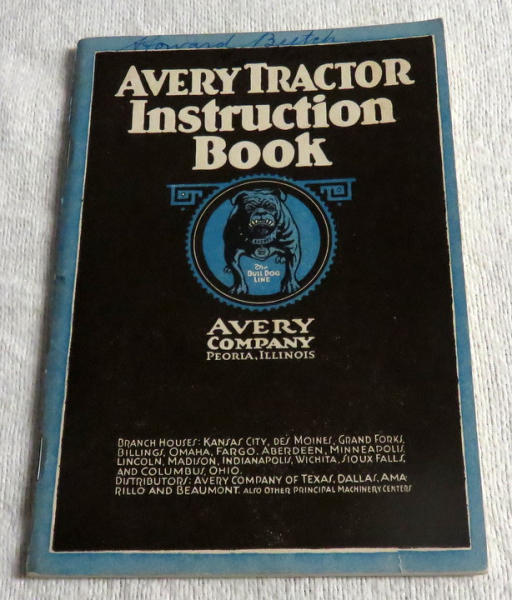 Howard Beetch
AVERY TRACTOR
Instruction
Book
The
BULL DOG
LINE
AVERY
COMPANY
PEORIA, ILLINOIS
BRANCH HOUSES: KANSAS CITY, DES MOINES, GRAND FORKS,
BILLINGS, OMAHA, FARGO, ABERDEEN, MINNEAPOLIS,
LINCOLN, MADISON, INDIANAPOLIS, WICHITA, SIOUX FALLS,
AND COLUMBUS, OHIO.
DISTRIBUTORS: AVERY COMPANY OF TEXAS, DALLAS, AMA
RILLO AND BEAUMONT. ALSO OTHER PRINCIPAL MACHINERY CENTERS